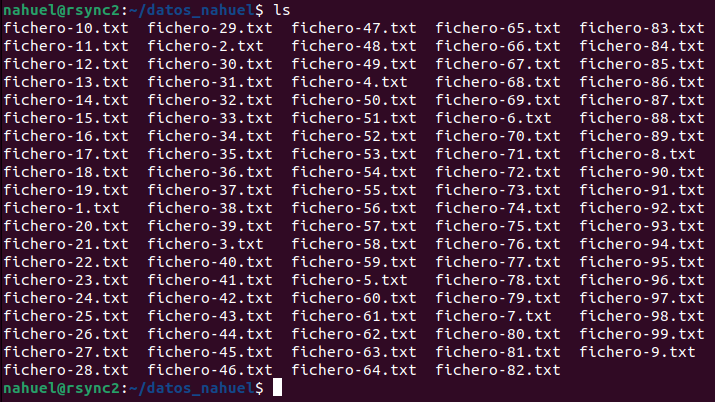 nahuel@rsync2:~/datos_nahuel$ ls
fichero-10.txt  fichero-29.txt  fichero-47.txt  fichero-65.txt  fichero-83.txt
fichero-11.txt  fichero-2.txt   fichero-48.txt  fichero-66.txt  fichero-84.txt
fichero-12.txt  fichero-30.txt  fichero-49.txt  fichero-67.txt  fichero-85.txt
fichero-13.txt  fichero-31.txt  fichero-4.txt   fichero-68.txt  fichero-86.txt
fichero-14.txt  fichero-32.txt  fichero-50.txt  fichero-69.txt  fichero-87.txt
fichero-15.txt  fichero-33.txt  fichero-51.txt  fichero-6.txt   fichero-88.txt
fichero-16.txt  fichero-34.txt  fichero-52.txt  fichero-70.txt  fichero-89.txt
fichero-17.txt  fichero-35.txt  fichero-53.txt  fichero-71.txt  fichero-8.txt
fichero-18.txt  fichero-36.txt  fichero-54.txt  fichero-72.txt  fichero-90.txt
fichero-19.txt  fichero-37.txt  fichero-55.txt  fichero-73.txt  fichero-91.txt
fichero-1.txt   fichero-38.txt  fichero-56.txt  fichero-74.txt  fichero-92.txt
fichero-20.txt  fichero-39.txt  fichero-57.txt  fichero-75.txt  fichero-93.txt
fichero-21.txt  fichero-3.txt   fichero-58.txt  fichero-76.txt  fichero-94.txt
fichero-22.txt  fichero-40.txt  fichero-59.txt  fichero-77.txt  fichero-95.txt
fichero-23.txt  fichero-41.txt  fichero-5.txt   fichero-78.txt  fichero-96.txt
fichero-24.txt  fichero-42.txt  fichero-60.txt  fichero-79.txt  fichero-97.txt
fichero-25.txt  fichero-43.txt  fichero-61.txt  fichero-7.txt   fichero-98.txt
fichero-26.txt  fichero-44.txt  fichero-62.txt  fichero-80.txt  fichero-99.txt
fichero-27.txt  fichero-45.txt  fichero-63.txt  fichero-81.txt  fichero-9.txt
fichero-28.txt  fichero-46.txt  fichero-64.txt  fichero-82.txt
nahuel@rsync2:~/datos_nahuel$